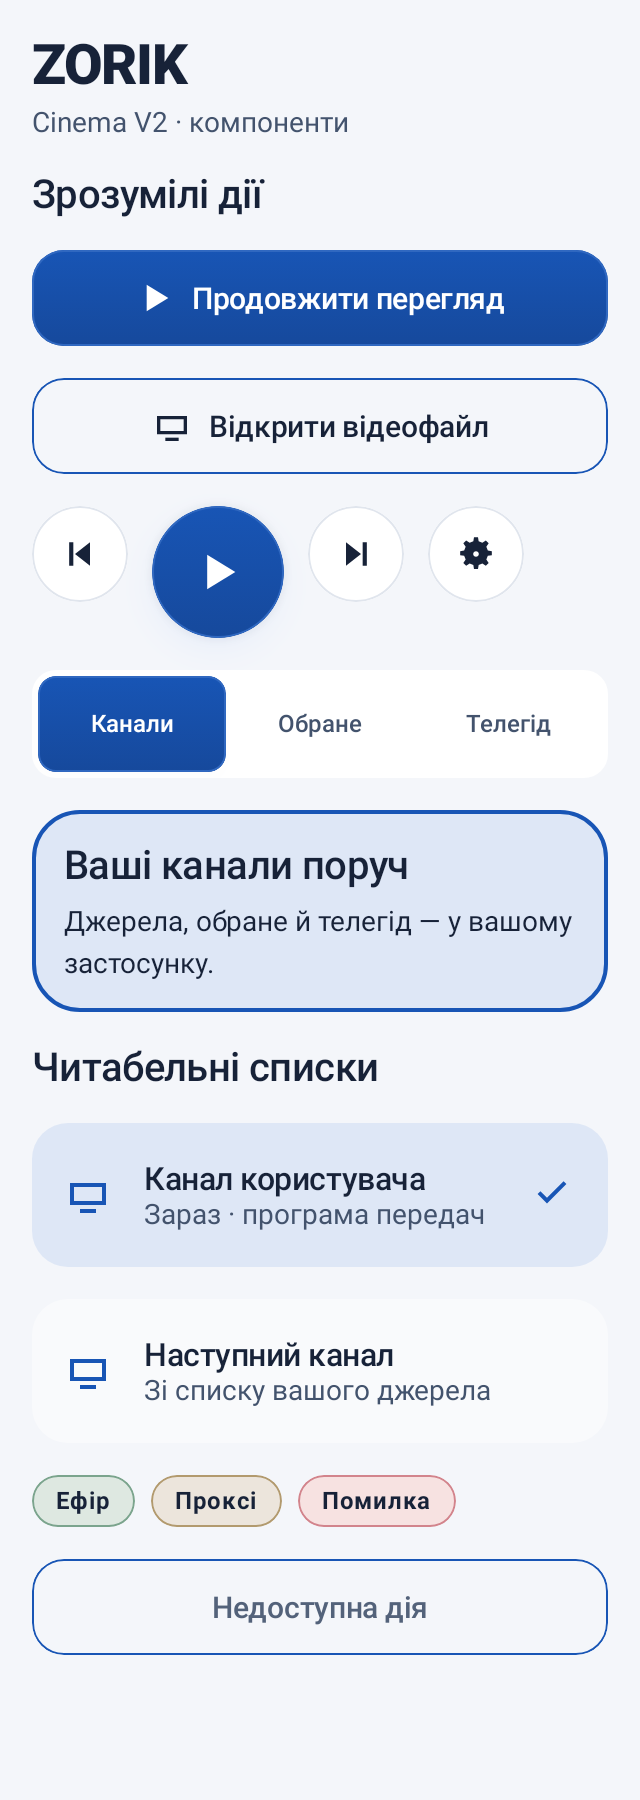 ZORIK
Cinema V2 · компоненти
Зрозумілі дії
Продовжити перегляд
Відкрити відеофайл
Канали
Обране
Телегід
Ваші канали поруч
Джерела, обране й телегід — у вашому
застосунку.
Читабельні списки
Канал користувача
Зараз · програма передач
Наступний канал
Зі списку вашого джерела
Ефір
Проксі
Помилка
Недоступна дія